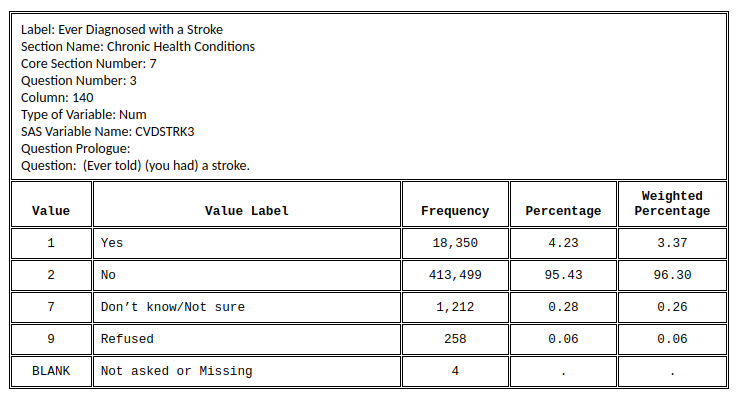 Label: Ever Diagnosed with a Stroke
Section Name: Chronic Health Conditions
Core Section Number: 7
Question Number: 3
Column: 140
Type of Variable: Num
SAS Variable Name: CVDSTRK3
Question Prologue:
Question:  (Ever told) (you had) a stroke.
Value Value Label Frequency Percentage Weighted Percentage
1 Yes 18,350 4.23 3.37
2 No 413,499 95.43 96.30
7 Don’t know/Not sure 1,212 0.28 0.26
9 Refused 258 0.06 0.06
BLANK Not asked or Missing 4 . .